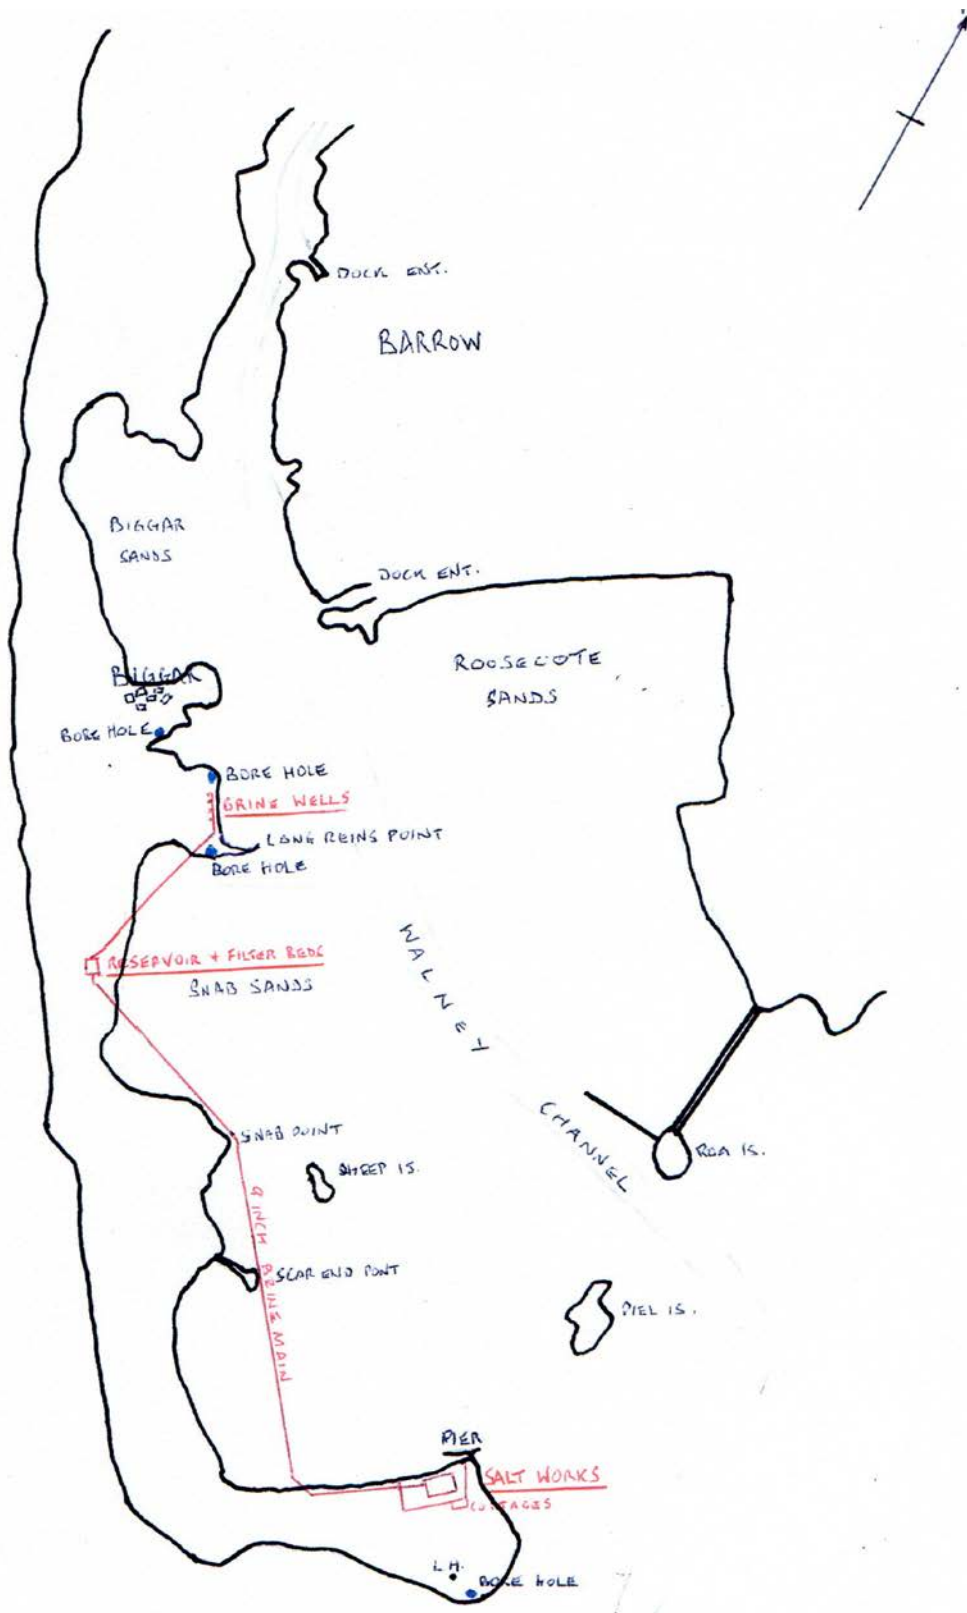 DOCK ENT.
BARROW
BIGGAR
SANDS
DOCK ENT.
ROOSECOTE
SANDS
BIGGAR
BORE HOLE
BORE HOLE
BRINE WELLS
LONG REINS POINT
BORE HOLE
RESERVOIR + FILTER BEDS
SNAB SANDS
WALNEY
CHANNEL
SNAB POINT
SHEEP IS.
ROA IS.
9 INCH BRINE MAIN
SCAR END PONT
PIEL IS.
PIER
SALT WORKS
COTTAGES
L.H.
BORE HOLE